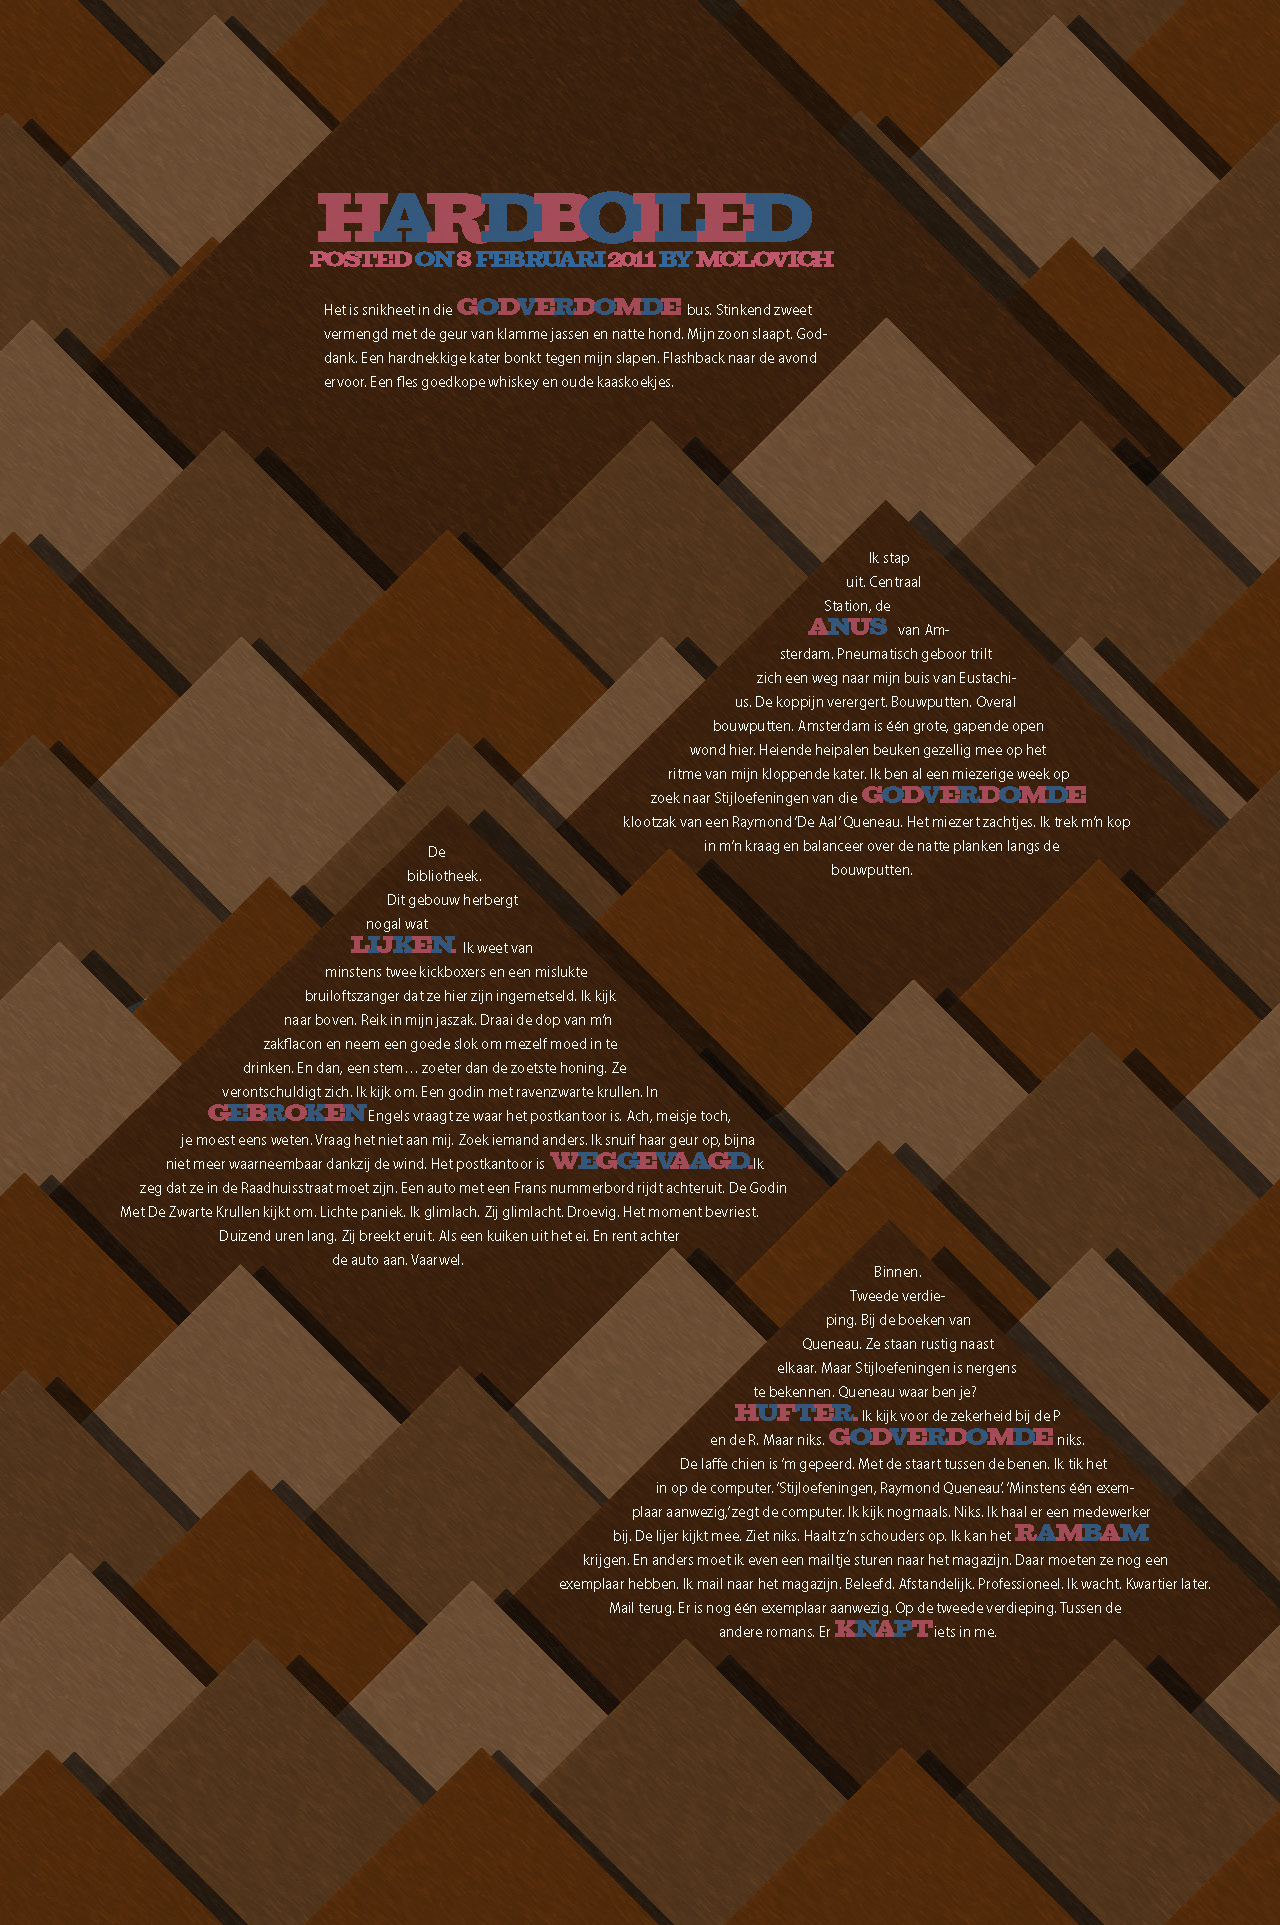 HARDBOILED
POSTED ON 8 FEBRUARI 2011 BY MOLOVICH
Het is snikheet in die GODVERDOMDE bus. Stinkend zweet
vermengd met de geur van klamme jassen en natte hond. Mijn zoon slaapt. God-
dank. Een hardnekkige kater bonkt tegen mijn slapen. Flashback naar de avond
ervoor. Een fles goedkope whiskey en oude kaaskoekjes.
Ik stap
uit. Centraal
Station, de
ANUS van Am-
sterdam. Pneumatisch geboor trilt
zich een weg naar mijn buis van Eustachi-
us. De koppijn verergert. Bouwputten. Overal
bouwputten. Amsterdam is één grote, gapende open
wond hier. Heiende heipalen beuken gezellig mee op het
ritme van mijn kloppende kater. Ik ben al een miezerige week op
zoek naar Stijloefeningen van die GODVERDOMDE
klootzak van een Raymond ‘De Aal’ Queneau. Het miezert zachtjes. Ik trek m’n kop
in m’n kraag en balanceer over de natte planken langs de
bouwputten.
De
bibliotheek.
Dit gebouw herbergt
nogal wat
LIJKEN. Ik weet van
minstens twee kickboxers en een mislukte
bruiloftszanger dat ze hier zijn ingemetseld. Ik kijk
naar boven. Reik in mijn jaszak. Draai de dop van m’n
zakflacon en neem een goede slok om mezelf moed in te
drinken. En dan, een stem… zoeter dan de zoetste honing. Ze
verontschuldigt zich. Ik kijk om. Een godin met ravenzwarte krullen. In
GEBROKEN Engels vraagt ze waar het postkantoor is. Ach, meisje toch,
je moest eens weten. Vraag het niet aan mij. Zoek iemand anders. Ik snuif haar geur op, bijna
niet meer waarneembaar dankzij de wind. Het postkantoor is WEGGEVAAGD. Ik
zeg dat ze in de Raadhuisstraat moet zijn. Een auto met een Frans nummerbord rijdt achteruit. De Godin
Met De Zwarte Krullen kijkt om. Lichte paniek. Ik glimlach. Zij glimlacht. Droevig. Het moment bevriest.
Duizend uren lang. Zij breekt eruit. Als een kuiken uit het ei. En rent achter
de auto aan. Vaarwel.
Binnen.
Tweede verdie-
ping. Bij de boeken van
Queneau. Ze staan rustig naast
elkaar. Maar Stijloefeningen is nergens
te bekennen. Queneau waar ben je?
HUFTER. Ik kijk voor de zekerheid bij de P
en de R. Maar niks. GODVERDOMDE niks.
De laffe chien is ‘m gepeerd. Met de staart tussen de benen. Ik tik het
in op de computer. ‘Stijloefeningen, Raymond Queneau’. ‘Minstens één exem-
plaar aanwezig,’ zegt de computer. Ik kijk nogmaals. Niks. Ik haal er een medewerker
bij. De lijer kijkt mee. Ziet niks. Haalt z’n schouders op. Ik kan het RAMBAM
krijgen. En anders moet ik even een mailtje sturen naar het magazijn. Daar moeten ze nog een
exemplaar hebben. Ik mail naar het magazijn. Beleefd. Afstandelijk. Professioneel. Ik wacht. Kwartier later.
Mail terug. Er is nog één exemplaar aanwezig. Op de tweede verdieping. Tussen de
andere romans. Er KNAPT iets in me.